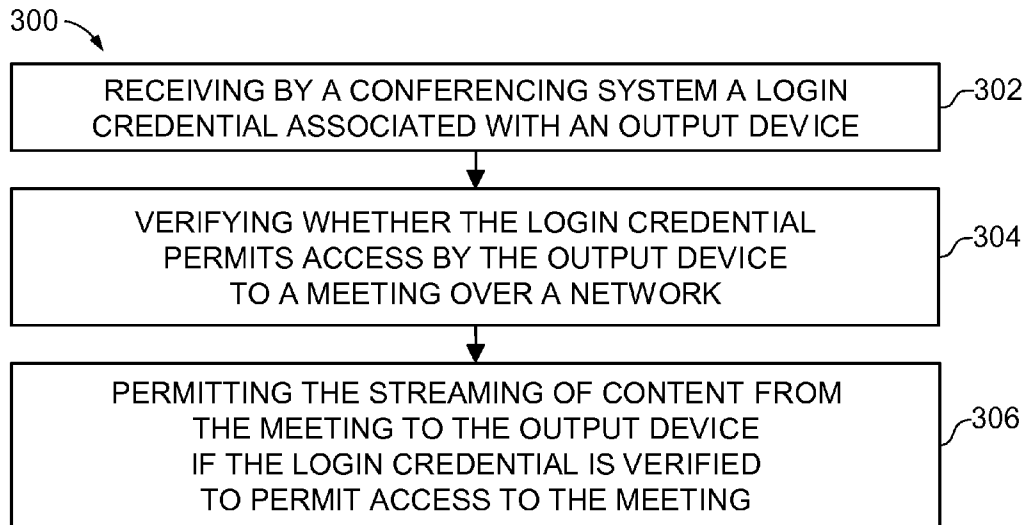 300
RECEIVING BY A CONFERENCING SYSTEM A LOGIN
CREDENTIAL ASSOCIATED WITH AN OUTPUT DEVICE
302
VERIFYING WHETHER THE LOGIN CREDENTIAL
PERMITS ACCESS BY THE OUTPUT DEVICE
TO A MEETING OVER A NETWORK
304
PERMITTING THE STREAMING OF CONTENT FROM
THE MEETING TO THE OUTPUT DEVICE
IF THE LOGIN CREDENTIAL IS VERIFIED
TO PERMIT ACCESS TO THE MEETING
306